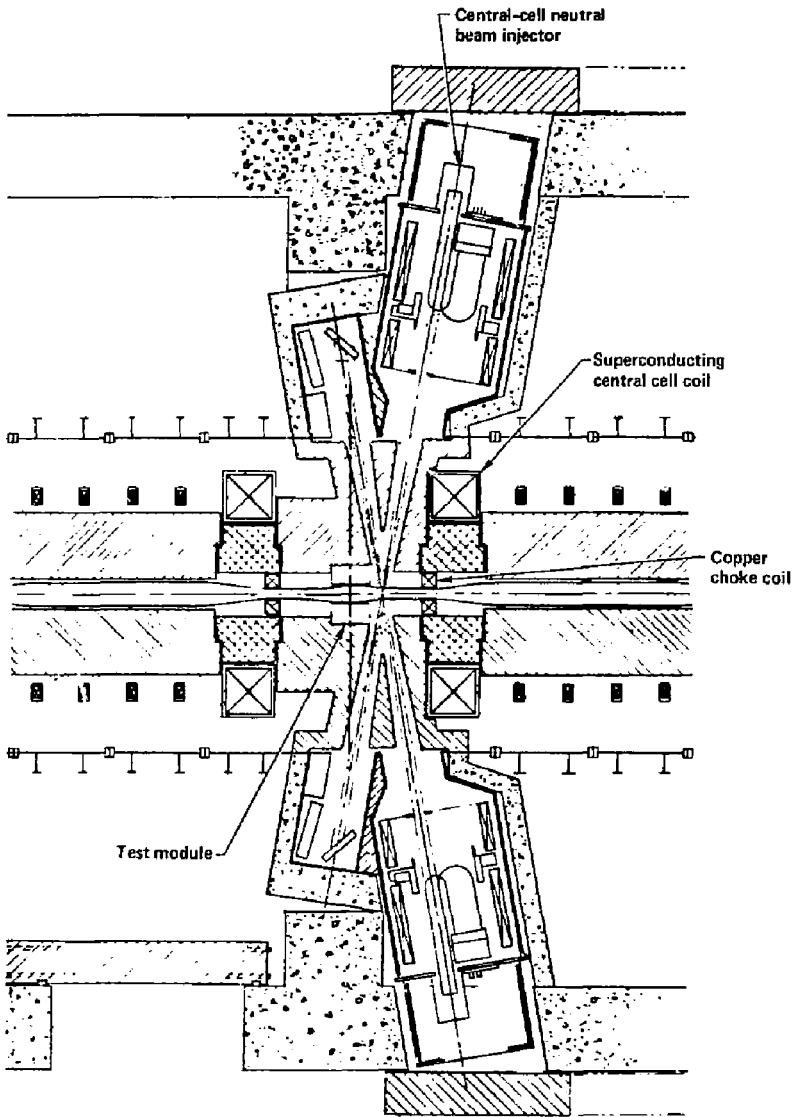 Central-cell neutral
beam injector
Superconducting
central cell coil
Copper
choke coil
Test module